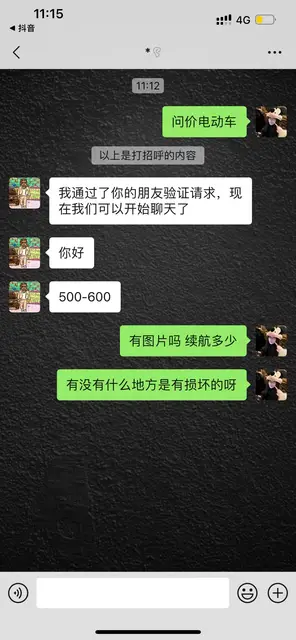 11:15
4G
抖音
*
11:12
问价电动车
以上是打招呼的内容
我通过了你的朋友验证请求，现
在我们可以开始聊天了
你好
500-600
有图片吗 续航多少
有没有什么地方是有损坏的呀